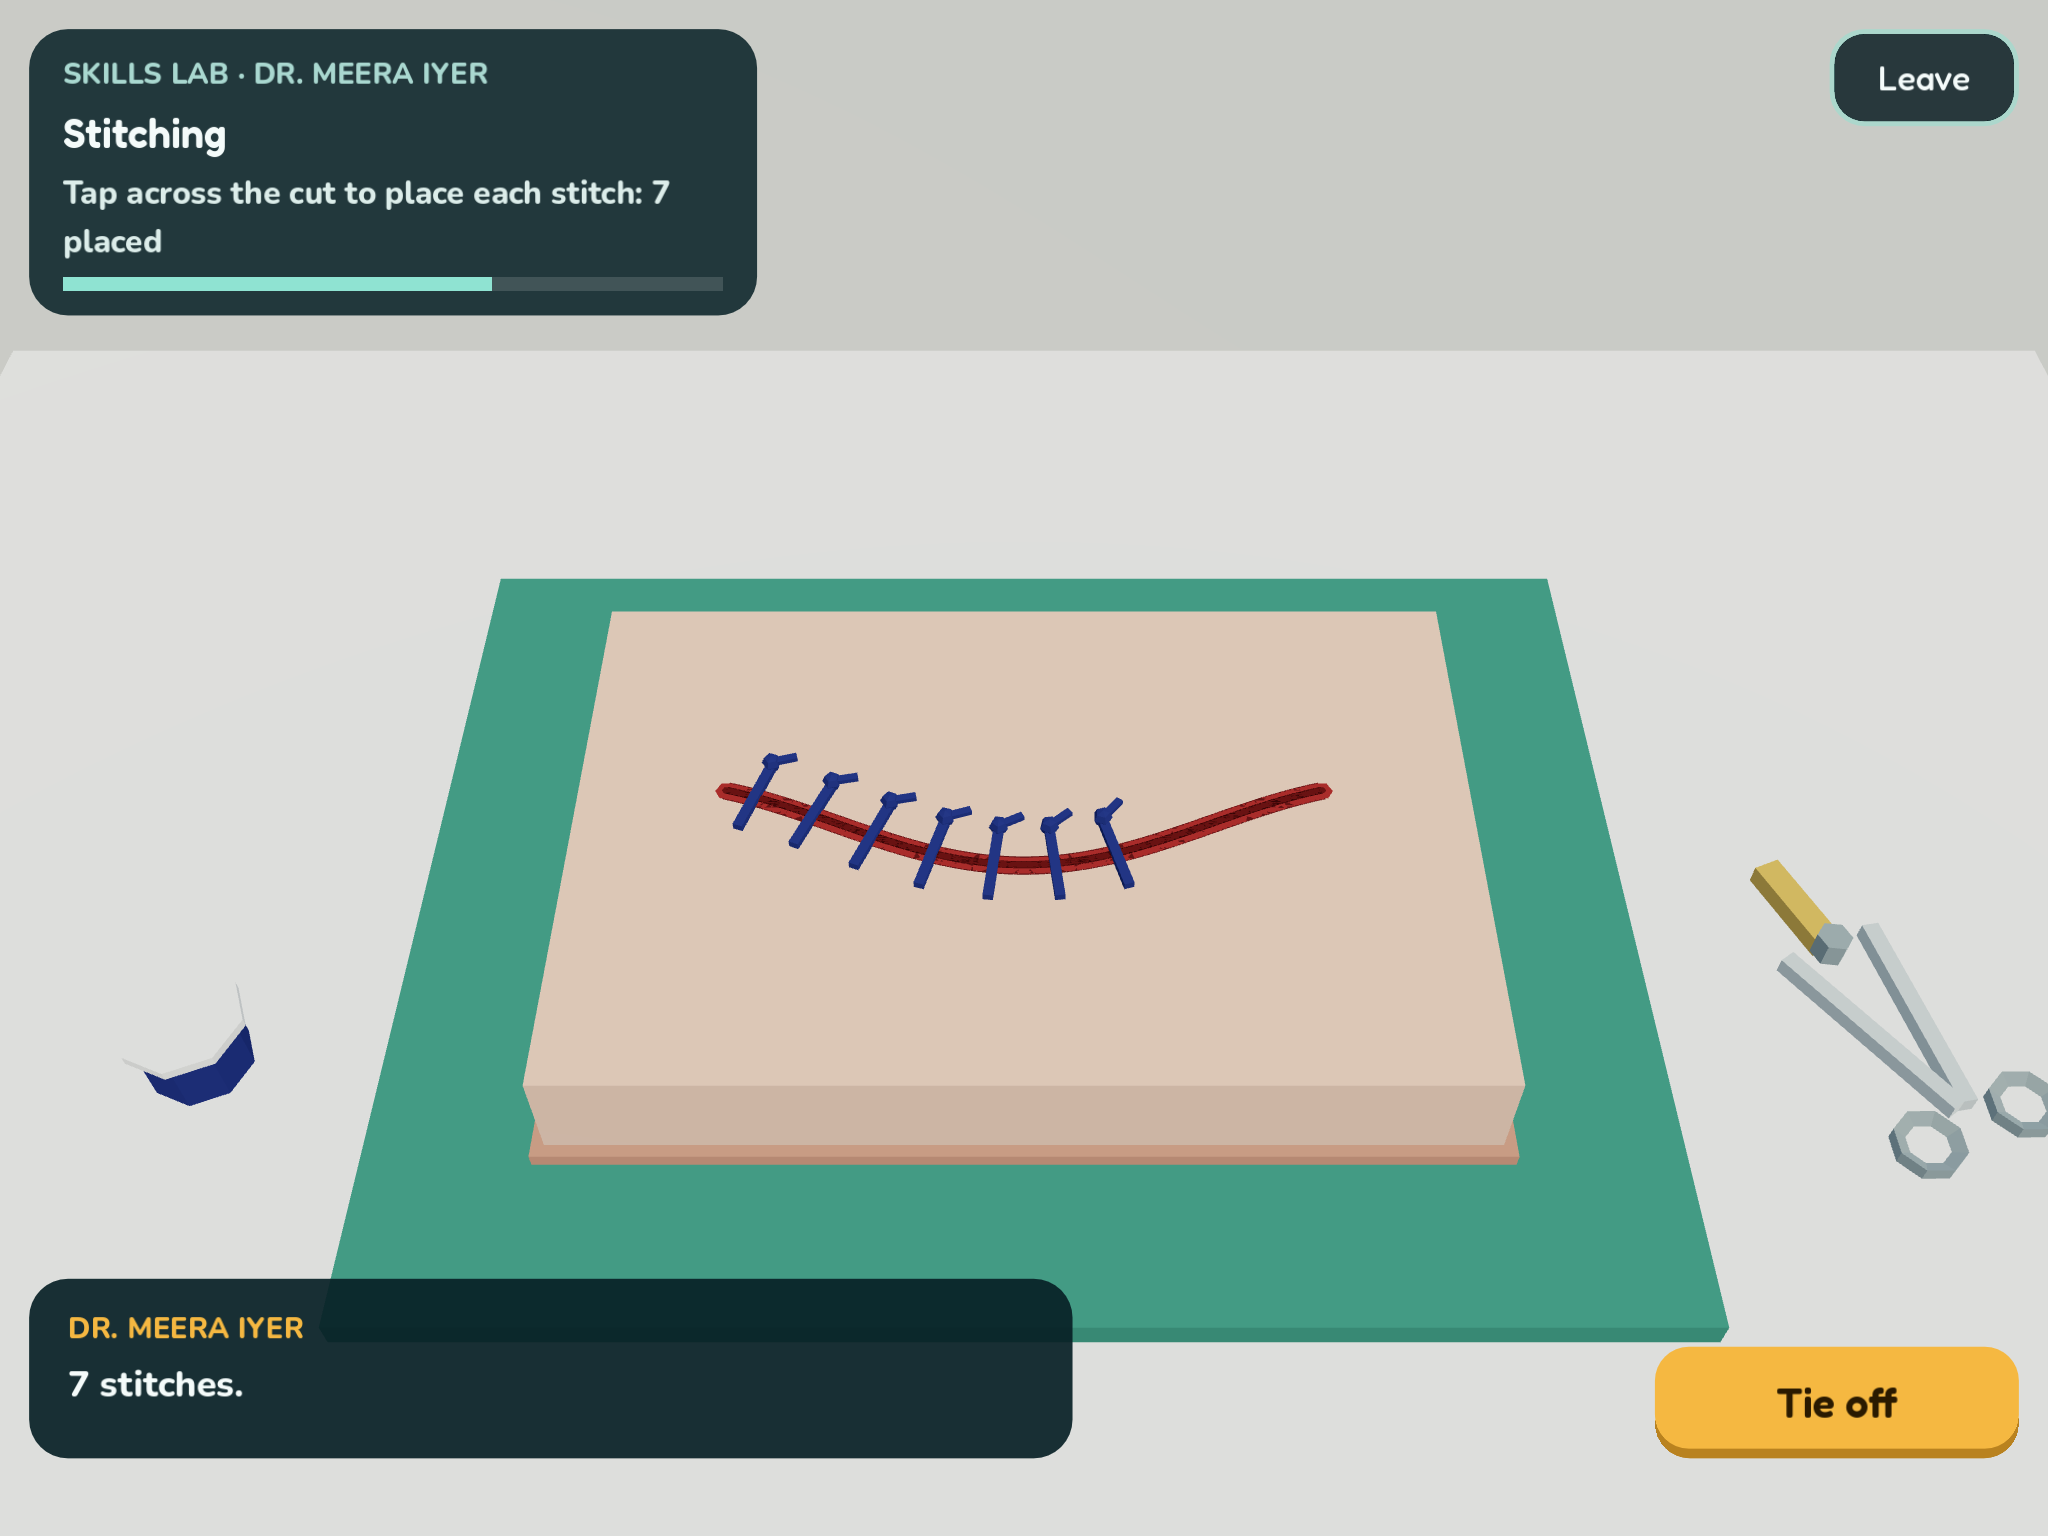 SKILLS LAB · DR. MEERA IYER
Leave
Stitching
Tap across the cut to place each stitch: 7
placed
DR. MEERA IYER
7 stitches.
Tie off